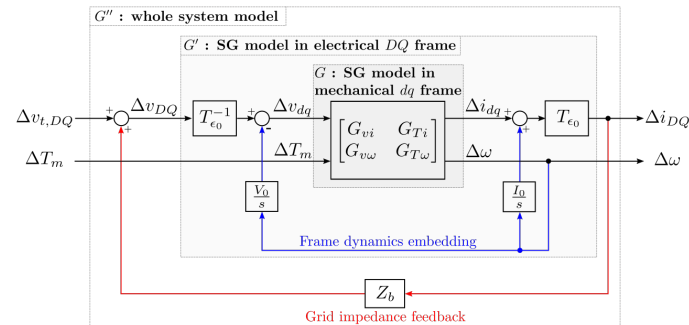 G'' : whole system model
G' : SG model in electrical DQ frame
G : SG model in
mechanical dq frame
Δv_{t,DQ}
+
+
Δv_{DQ}
T_{ϵ_0}^{-1}
+
-
Δv_{dq}
[G_{vi} G_{Ti}
G_{vω} G_{Tω}]
Δi_{dq}
+
+
T_{ϵ_0}
Δi_{DQ}
ΔT_m
ΔT_m
Δω
Δω
V_0/s
I_0/s
Frame dynamics embedding
Z_b
Grid impedance feedback